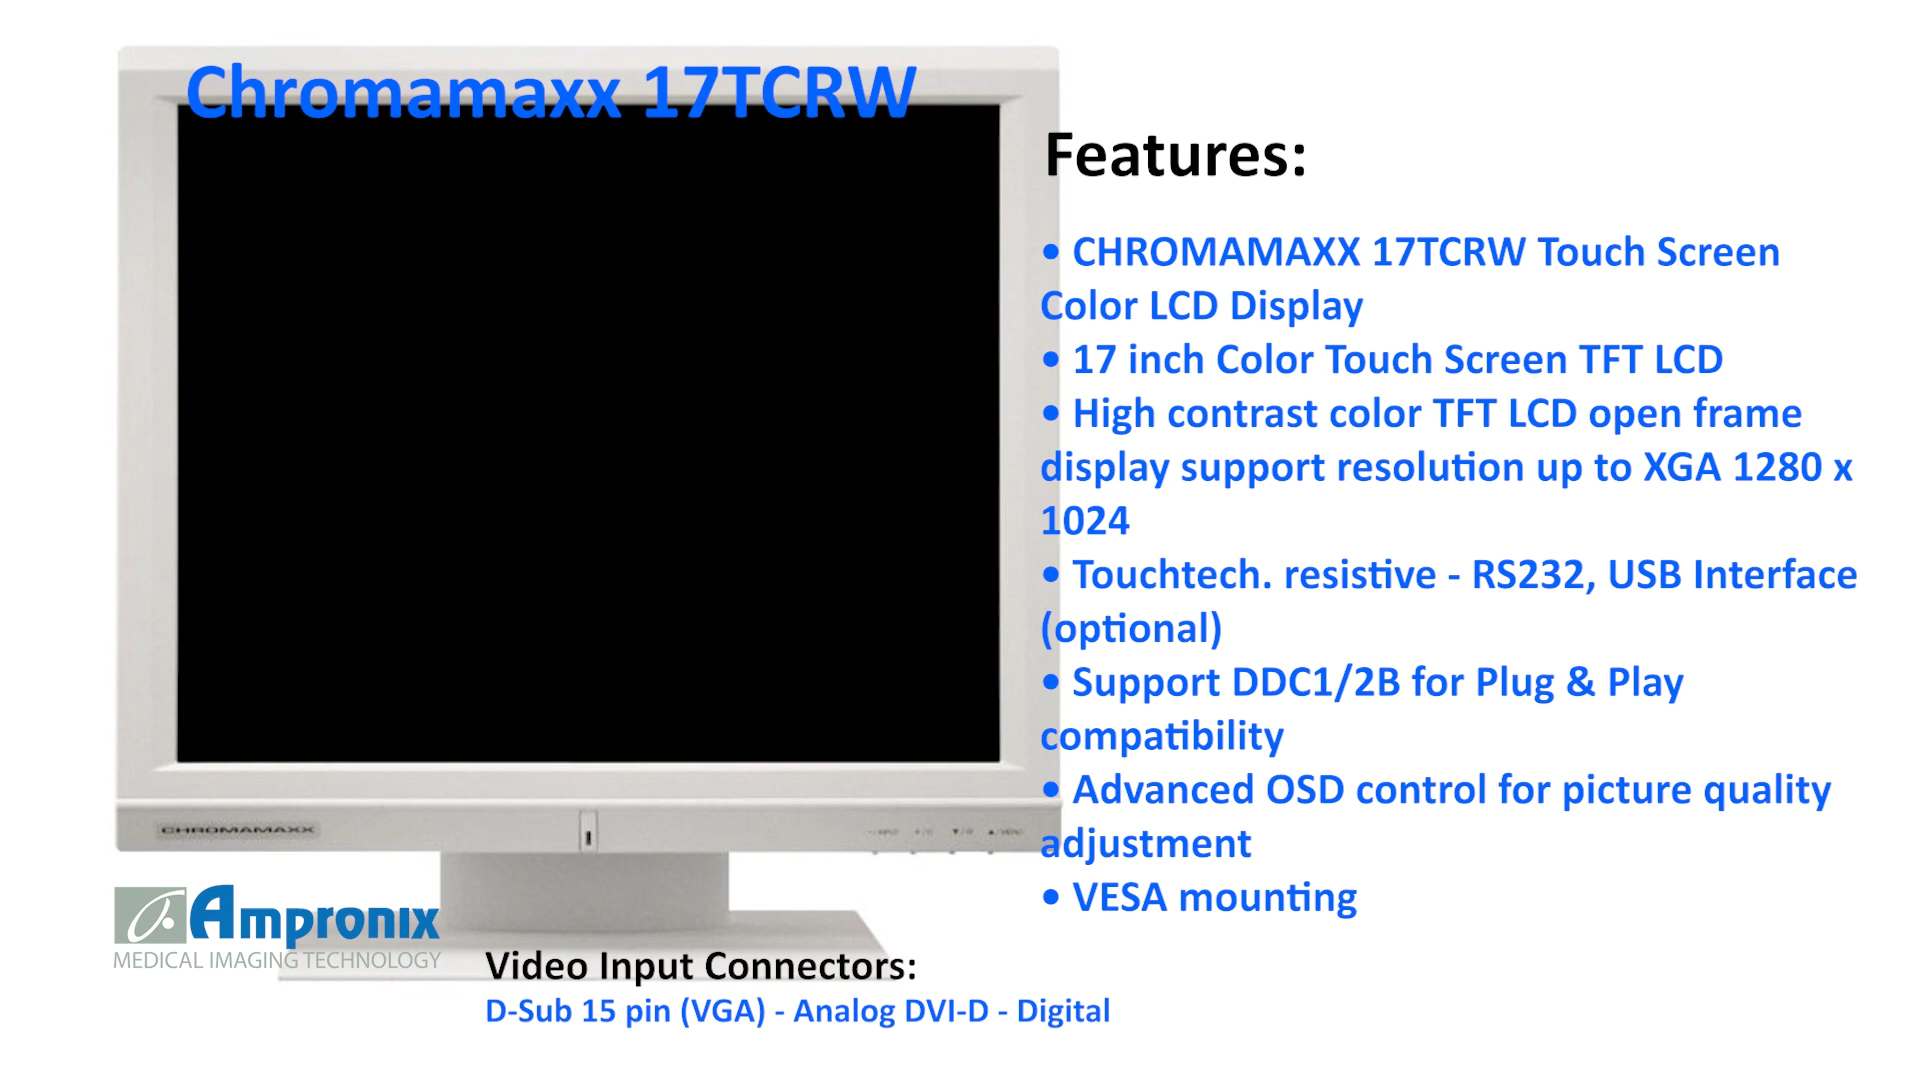 Chromamaxx 17TCRW
Features:
• CHROMAMAXX 17TCRW Touch Screen
Color LCD Display
• 17 inch Color Touch Screen TFT LCD
• High contrast color TFT LCD open frame
display support resolution up to XGA 1280 x
1024
• Touchtech. resistive - RS232, USB Interface
(optional)
• Support DDC1/2B for Plug & Play
compatibility
• Advanced OSD control for picture quality
adjustment
• VESA mounting
CHROMAMAXX
Ampronix
MEDICAL IMAGING TECHNOLOGY
Video Input Connectors:
D-Sub 15 pin (VGA) - Analog DVI-D - Digital